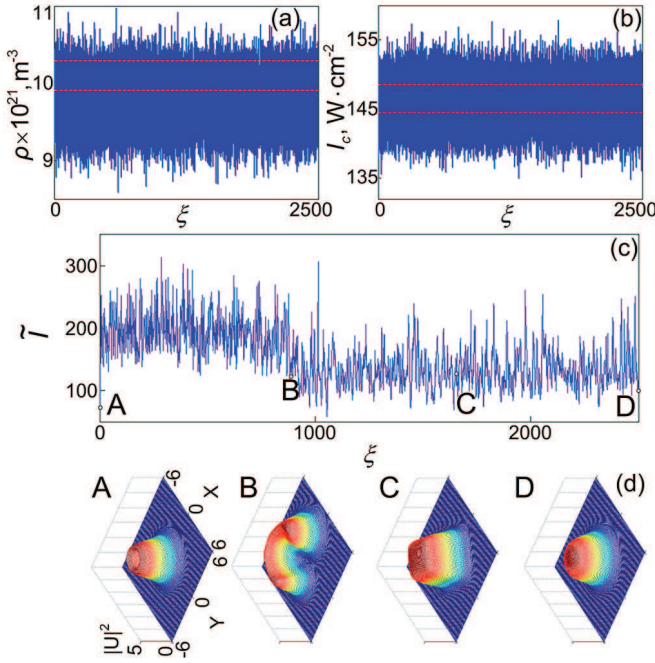 (a)
11
10
9
ρ×10²¹, m⁻³
0
2500
ξ
(b)
155
145
135
I_c, W·cm⁻²
0
2500
ξ
(c)
300
200
100
Ĩ
A
B
C
D
0
1000
2000
ξ
A
B
C
D
(d)
-6
0
X
6
6
0
Y
-6
|U|²
5
0